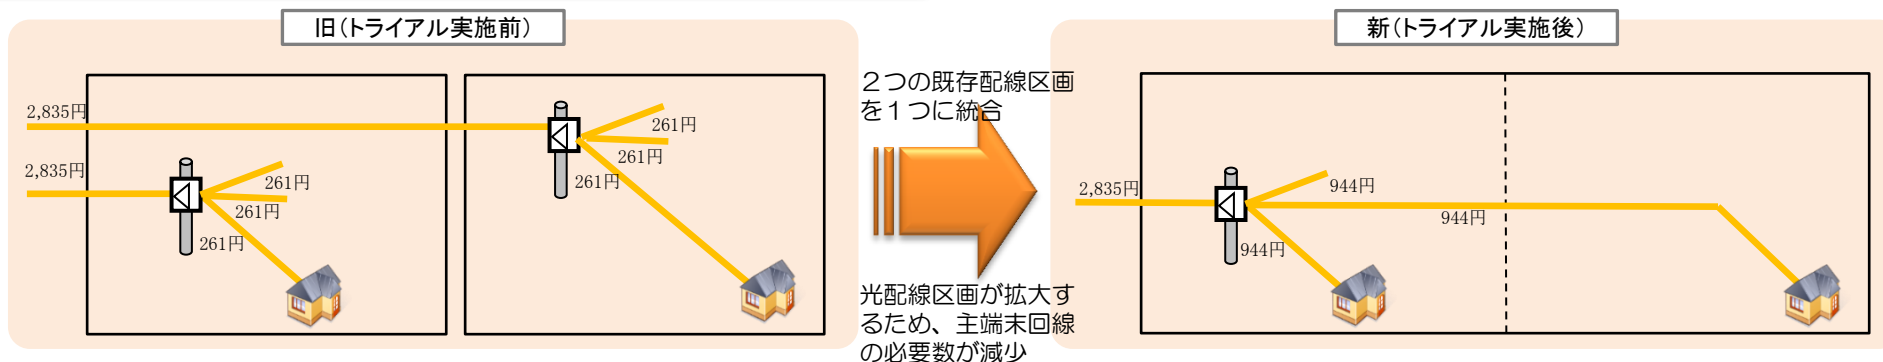 旧（トライアル実施前）
2,835円
2,835円
261円
261円
261円
261円
261円
261円
２つの既存配線区画
を１つに統合
光配線区画が拡大す
るため、主端末回線
の必要数が減少
新（トライアル実施後）
2,835円
944円
944円
944円